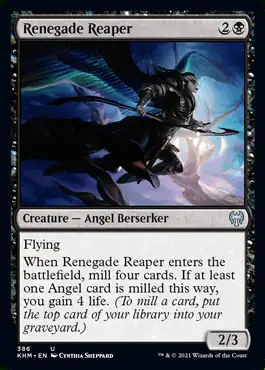 Renegade Reaper 2
Creature — Angel Berserker
Flying
When Renegade Reaper enters the
battlefield, mill four cards. If at least
one Angel card is milled this way,
you gain 4 life. (To mill a card, put
the top card of your library into your
graveyard.)
2/3
386 U
KHM • EN Cynthia Sheppard
™ & © 2021 Wizards of the Coast